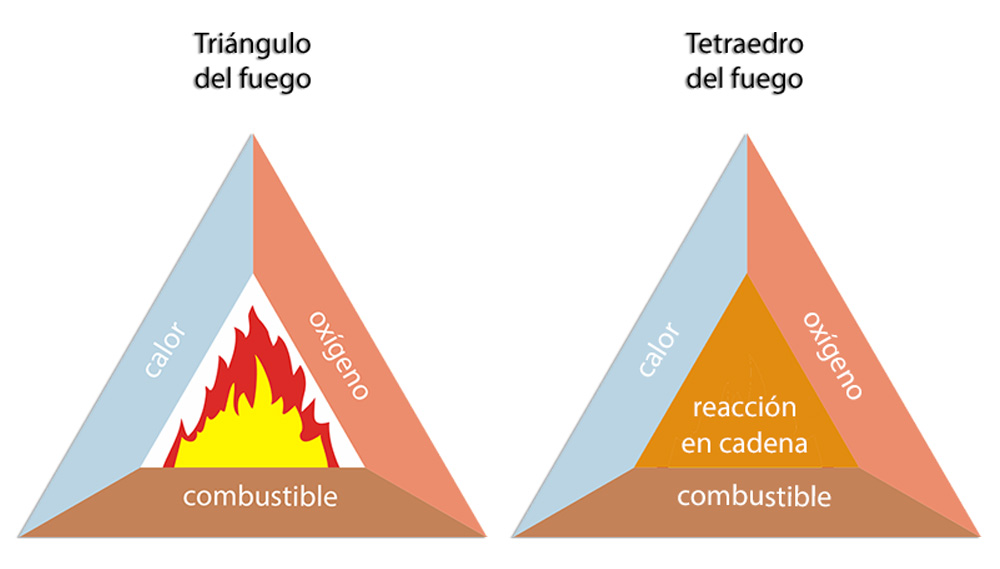 Triángulo
del fuego
calor
oxígeno
combustible
Tetraedro
del fuego
calor
oxígeno
reacción
en cadena
combustible